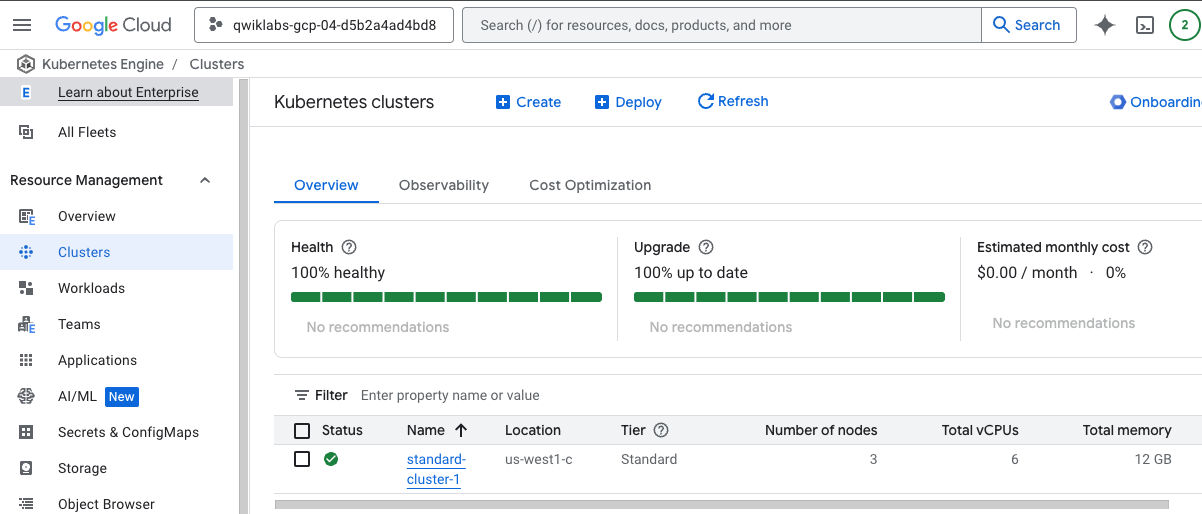 Google Cloud
qwiklabs-gcp-04-d5b2a4ad4bd8
Search (/) for resources, docs, products, and more
Search
2
Kubernetes Engine / Clusters
E Learn about Enterprise
All Fleets
Resource Management
E Overview
Clusters
Workloads
E Teams
Applications
AI/ML New
Secrets & ConfigMaps
Storage
Object Browser
Kubernetes clusters
Create
Deploy
Refresh
Onboardin
Overview
Observability
Cost Optimization
Health ?
100% healthy
No recommendations
Upgrade ?
100% up to date
No recommendations
Estimated monthly cost ?
$0.00 / month · 0%
No recommendations
Filter Enter property name or value
Status Name Location Tier ? Number of nodes Total vCPUs Total memory
standard-cluster-1 us-west1-c Standard 3 6 12 GB